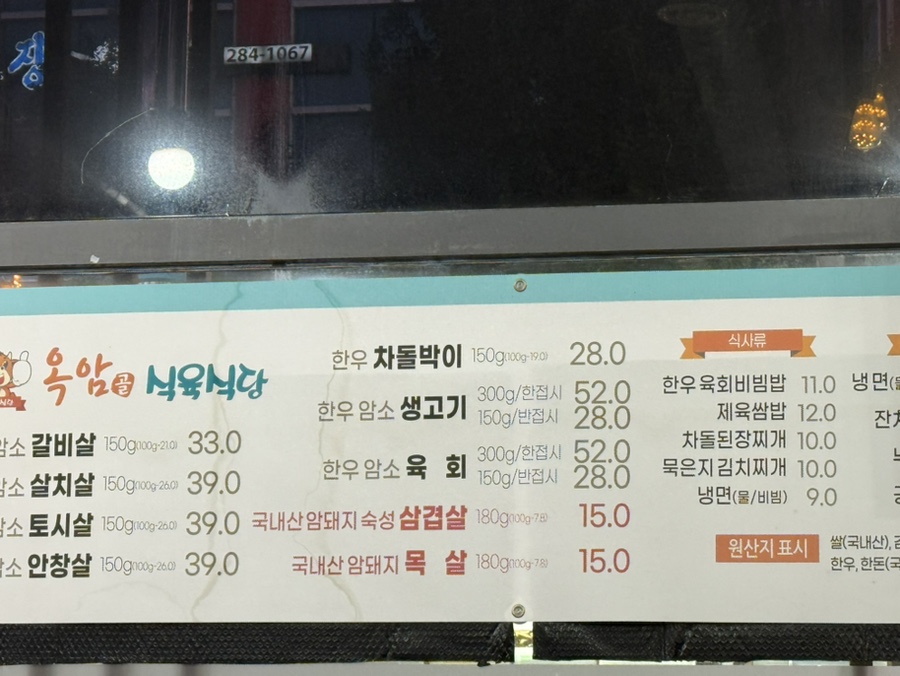 284-1067
옥암골 식육식당
암소 갈비살 150g(100g-21.0) 33.0
암소 살치살 150g(100g-26.0) 39.0
암소 토시살 150g(100g-26.0) 39.0
암소 안창살 150g(100g-26.0) 39.0
한우 차돌박이 150g(100g-19.0) 28.0
한우 암소 생고기 300g/한접시 52.0
150g/반접시 28.0
한우 암소 육 회 300g/한접시 52.0
150g/반접시 28.0
국내산 암돼지 숙성 삼겹살 180g(100g-7.8) 15.0
국내산 암돼지 목 살 180g(100g-7.8) 15.0
식사류
한우육회비빔밥 11.0
제육쌈밥 12.0
차돌된장찌개 10.0
묵은지김치찌개 10.0
냉면(물/비빔) 9.0
냉면(물
잔치
원산지 표시
쌀(국내산),
한우, 한돈(국